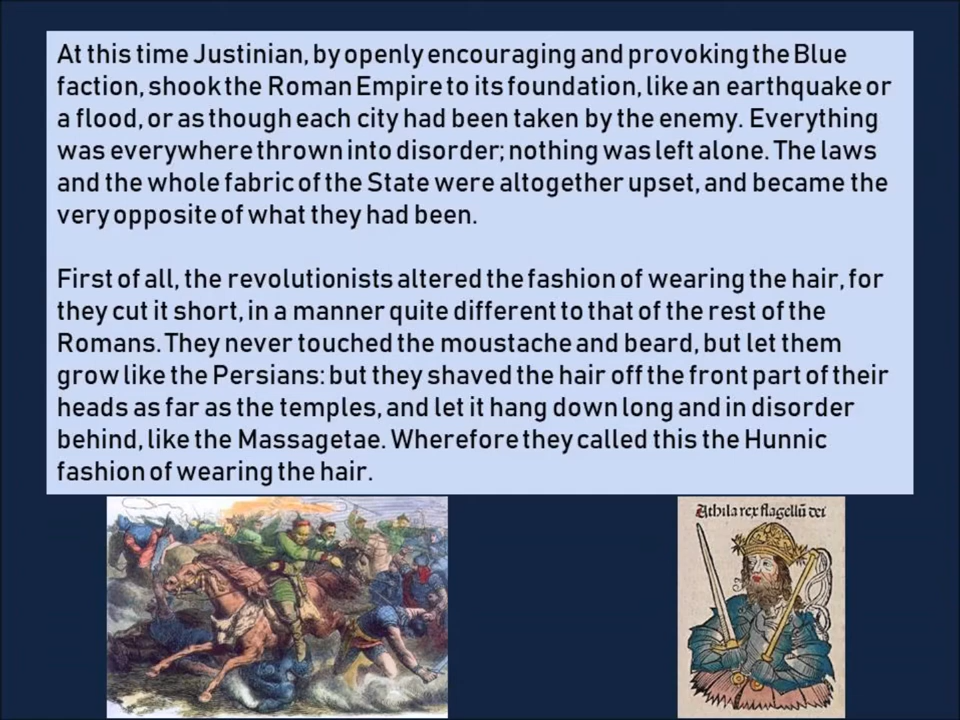 At this time Justinian, by openly encouraging and provoking the Blue
faction, shook the Roman Empire to its foundation, like an earthquake or
a flood, or as though each city had been taken by the enemy. Everything
was everywhere thrown into disorder; nothing was left alone. The laws
and the whole fabric of the State were altogether upset, and became the
very opposite of what they had been.
First of all, the revolutionists altered the fashion of wearing the hair, for
they cut it short, in a manner quite different to that of the rest of the
Romans. They never touched the moustache and beard, but let them
grow like the Persians: but they shaved the hair off the front part of their
heads as far as the temples, and let it hang down long and in disorder
behind, like the Massagetae. Wherefore they called this the Hunnic
fashion of wearing the hair.
Athila rex flagellū dei